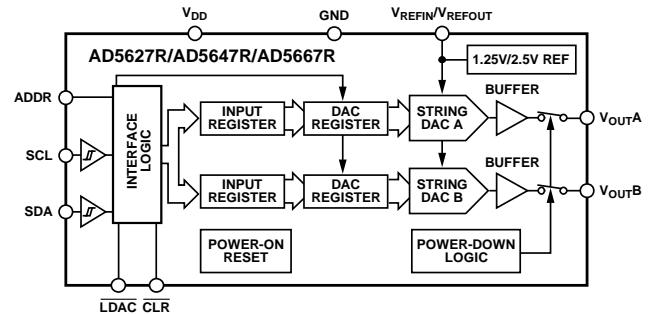 VDD
GND
VREFIN/VREFOUT
AD5627R/AD5647R/AD5667R
1.25V/2.5V REF
ADDR
BUFFER
INPUT
REGISTER
DAC
REGISTER
STRING
DAC A
VOUTA
SCL
INTERFACE
LOGIC
BUFFER
INPUT
REGISTER
DAC
REGISTER
STRING
DAC B
VOUTB
SDA
POWER-ON
RESET
POWER-DOWN
LOGIC
LDAC
CLR